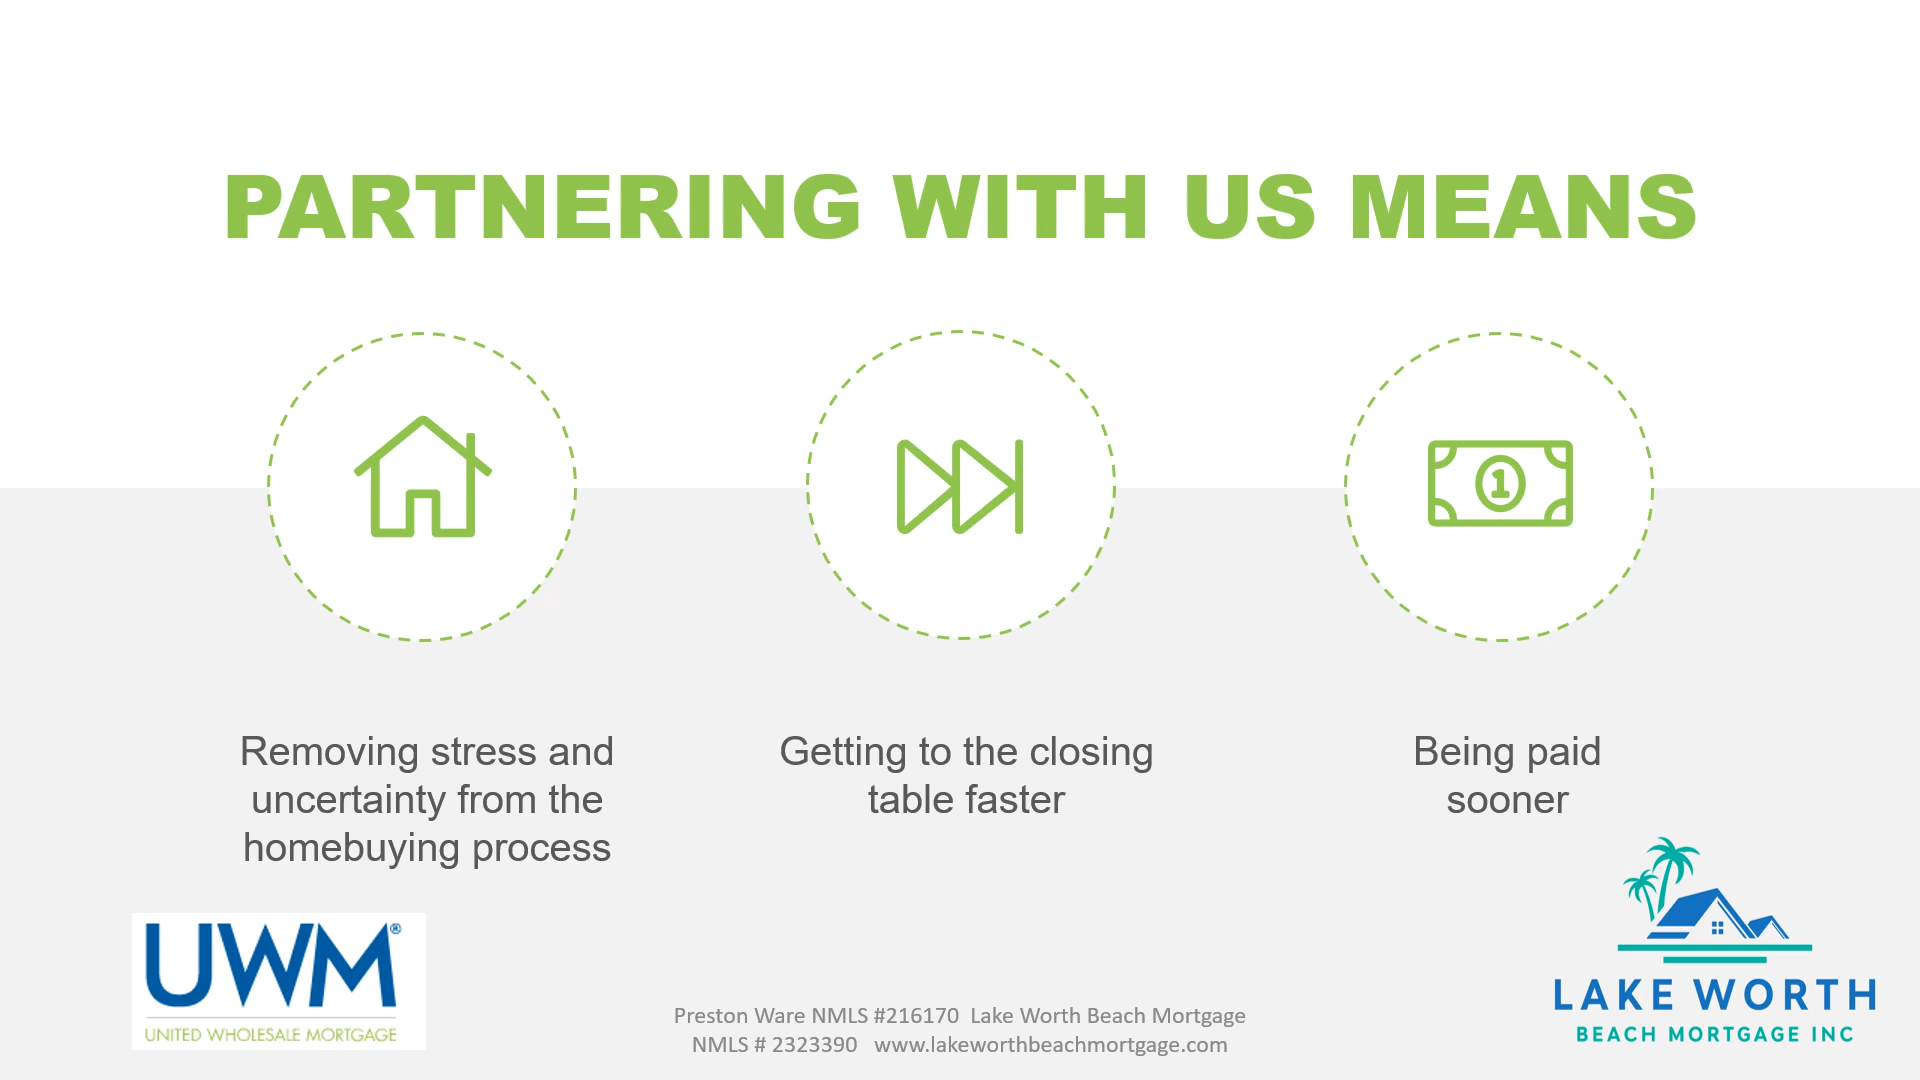 PARTNERING WITH US MEANS
1
Removing stress and
uncertainty from the
homebuying process
Getting to the closing
table faster
Being paid
sooner
UWM®
UNITED WHOLESALE MORTGAGE
Preston Ware NMLS #216170  Lake Worth Beach Mortgage
NMLS # 2323390   www.lakeworthbeachmortgage.com
LAKE WORTH
BEACH MORTGAGE INC